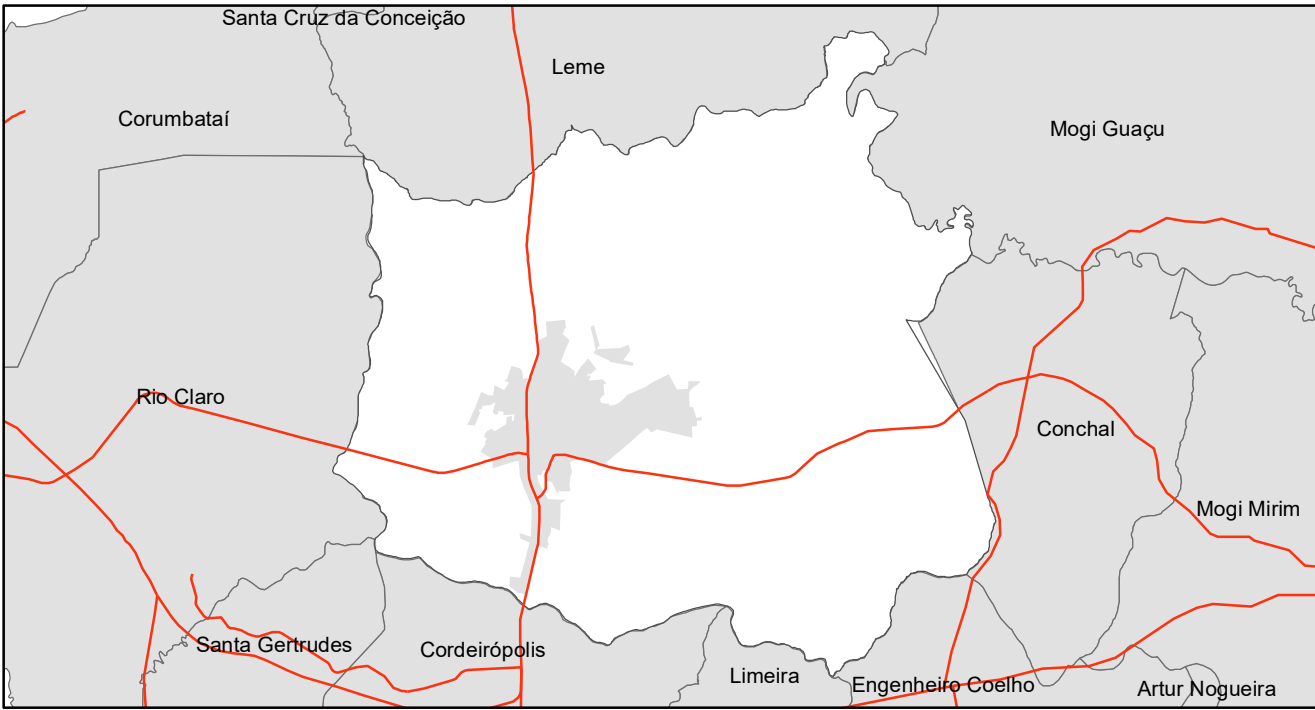 Santa Cruz da Conceição
Leme
Corumbataí
Mogi Guaçu
Rio Claro
Conchal
Mogi Mirim
Santa Gertrudes
Cordeirópolis
Limeira
Engenheiro Coelho
Artur Nogueira